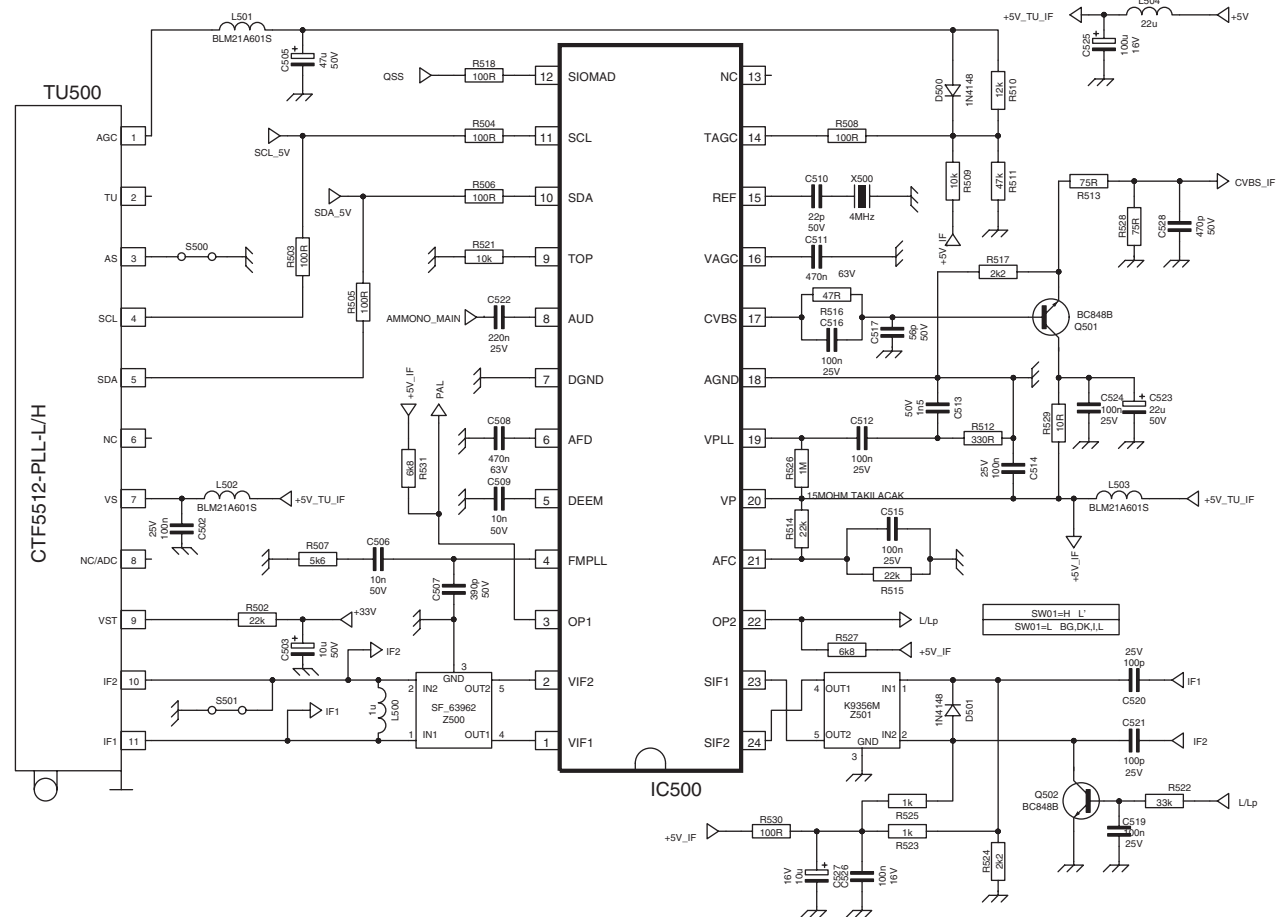 L501
BLM21A601S
C505
47u
50V
+5V_TU_IF
L504
22u
+5V
C525
100u
16V
TU500
CTF5512-PLL-L/H
AGC 1
TU 2
AS 3
SCL 4
SDA 5
NC 6
VS 7
NC/ADC 8
VST 9
IF2 10
IF1 11
QSS
R518
100R
SCL_5V
R504
100R
SDA_5V
R506
100R
S500
R503
100R
R505
100R
R521
10k
AMMONO_MAIN
C522
220n
25V
+5V_IF
PAL
6k8
R531
C508
470n
63V
C509
10n
50V
L502
BLM21A601S
+5V_TU_IF
25V
100n
C502
R507
5k6
C506
10n
50V
C507
390p
50V
R502
22k
+33V
C503
10u
50V
IF2
S501
IF1
1u
L500
3
GND
2 IN2 OUT2 5
SF_63962
Z500
1 IN1 OUT1 4
12 SIOMAD
11 SCL
10 SDA
9 TOP
8 AUD
7 DGND
6 AFD
5 DEEM
4 FMPLL
3 OP1
2 VIF2
1 VIF1
IC500
NC 13
TAGC 14
REF 15
VAGC 16
CVBS 17
AGND 18
VPLL 19
VP 20
AFC 21
OP2 22
SIF1 23
SIF2 24
D500
1N4148
12k
R510
R508
100R
10k
R509
47k
R511
+5V_IF
C510
22p
50V
X500
4MHz
C511
470n
63V
47R
R516
C516
100n
25V
C517
56p
50V
R517
2k2
75R
R513
CVBS_IF
R528
75R
C528
470p
50V
BC848B
Q501
50V
1n5
C513
C512
100n
25V
R512
330R
25V
100n
C514
R529
10R
C524
100n
25V
C523
22u
50V
R526
1M
15MOHM TAKILACAK
R514
22k
C515
100n
25V
22k
R515
L503
BLM21A601S
+5V_TU_IF
+5V_IF
L/Lp
R527
6k8
+5V_IF
SW01=H L'
SW01=L BG,DK,I,L
4 OUT1 IN1 1
K9356M
Z501
5 OUT2 IN2 2
GND
3
1N4148
D501
25V
100p
C520
IF1
C521
100p
25V
IF2
Q502
BC848B
R522
33k
L/Lp
C519
100n
25V
1k
R525
+5V_IF
R530
100R
1k
R523
R524
2k2
16V
10u
C527
C526
100n
16V